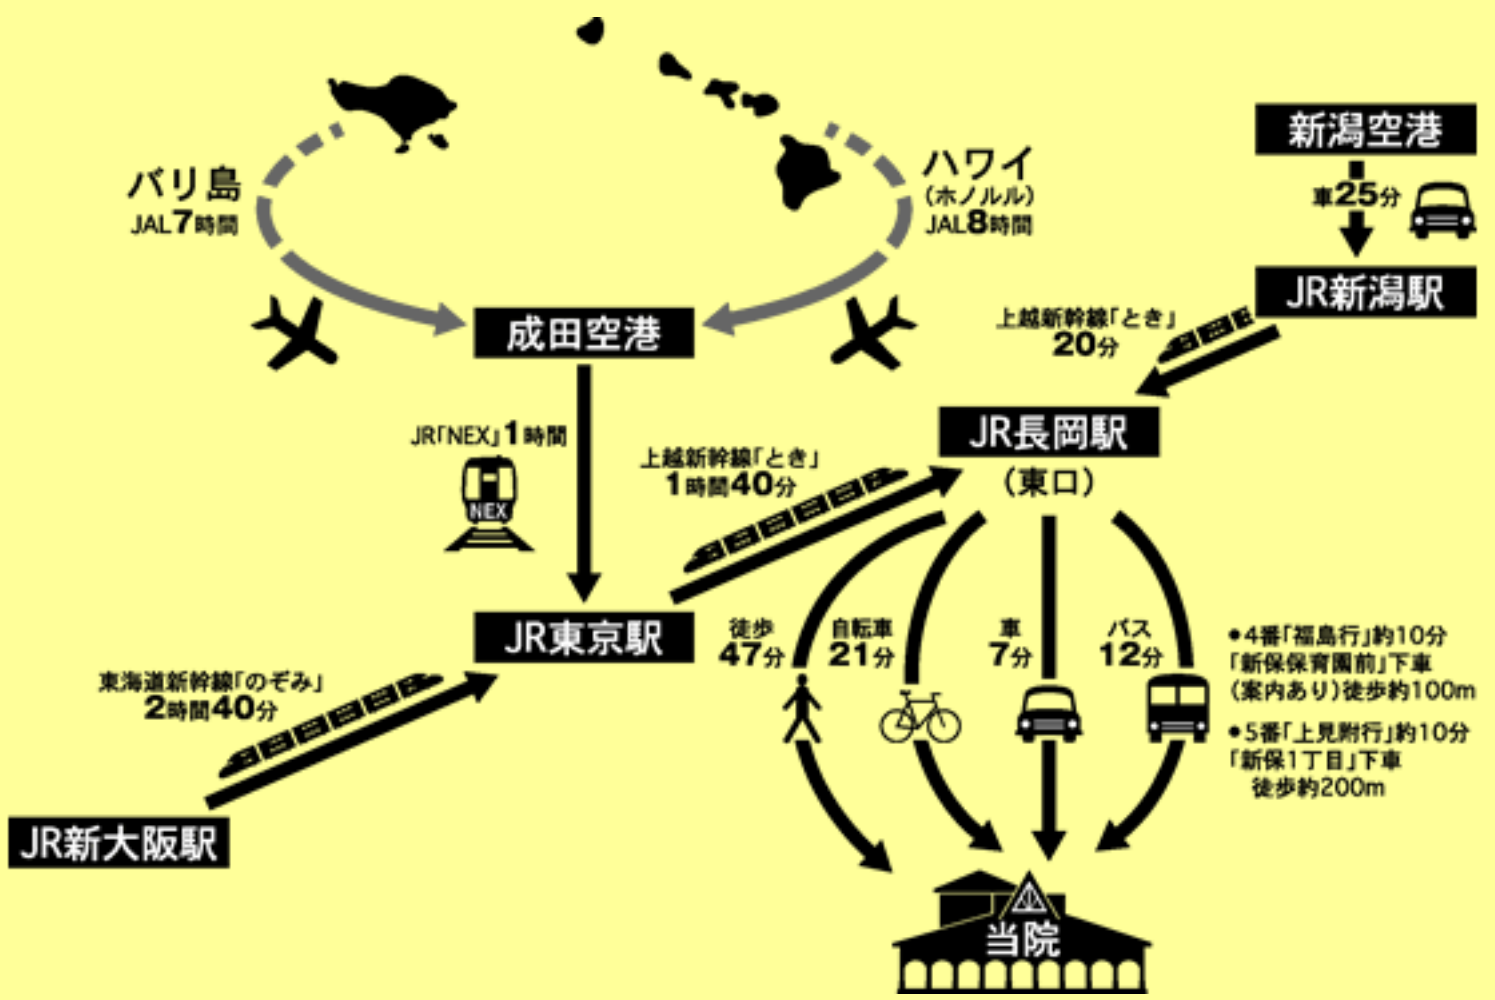 バリ島
JAL7時間
ハワイ
（ホノルル）
JAL8時間
新潟空港
車25分
JR新潟駅
上越新幹線「とき」
20分
成田空港
JR「NEX」1時間
NEX
上越新幹線「とき」
1時間40分
JR長岡駅
（東口）
JR東京駅
東海道新幹線「のぞみ」
2時間40分
JR新大阪駅
徒歩
47分
自転車
21分
車
7分
バス
12分
●4番「福島行」約10分
「新保保育園前」下車
（案内あり）徒歩約100m
●5番「上見附行」約10分
「新保1丁目」下車
徒歩約200m
当院